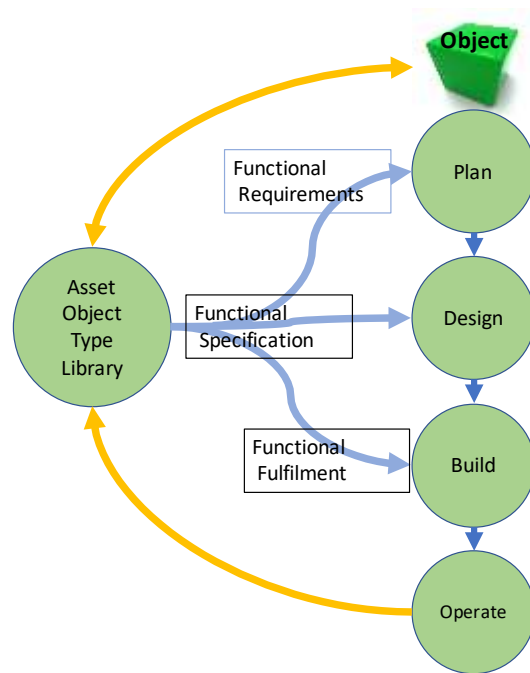 Object
Functional
Requirements
Plan
Asset
Object
Type
Library
Functional
Specification
Design
Functional
Fulfilment
Build
Operate